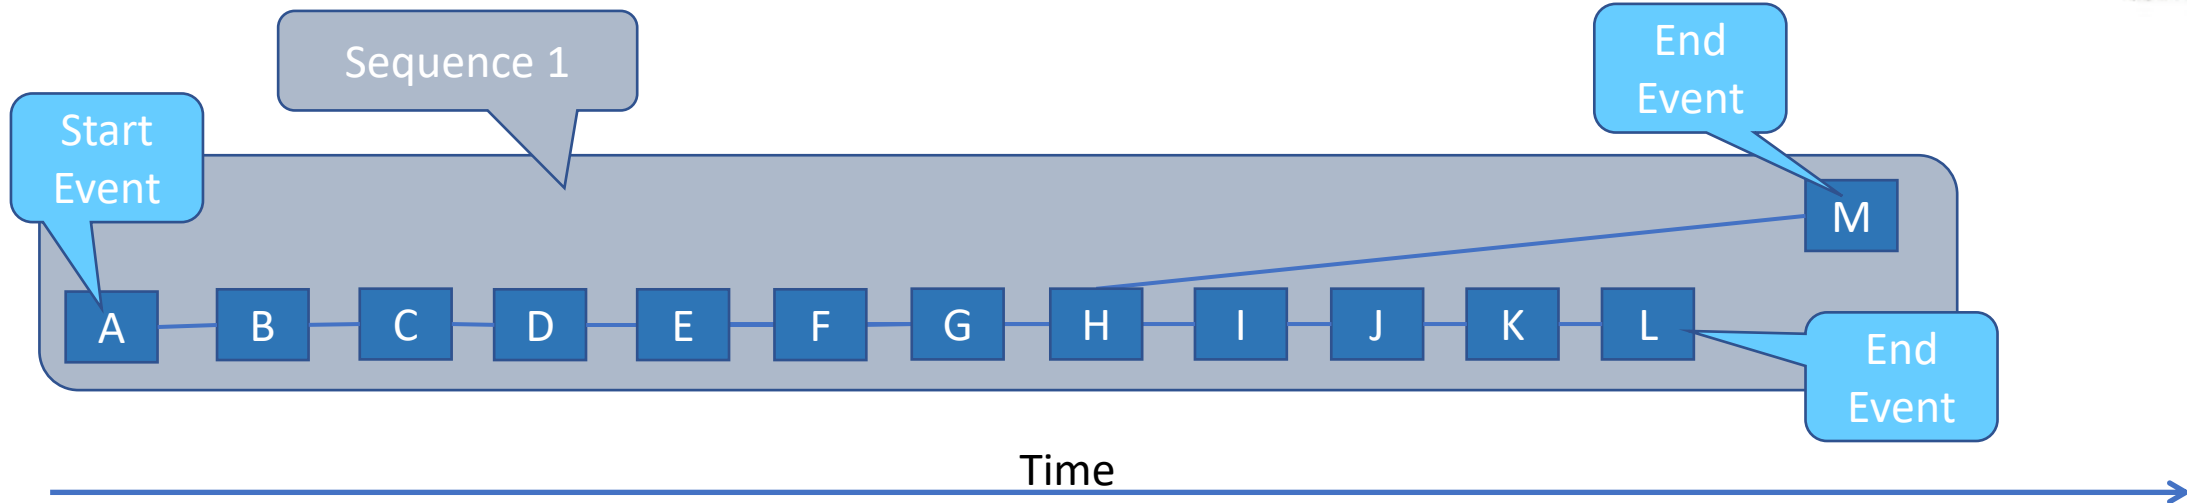 Sequence 1
End
Event
Start
Event
M
A B C D E F G H I J K L
End
Event
Time